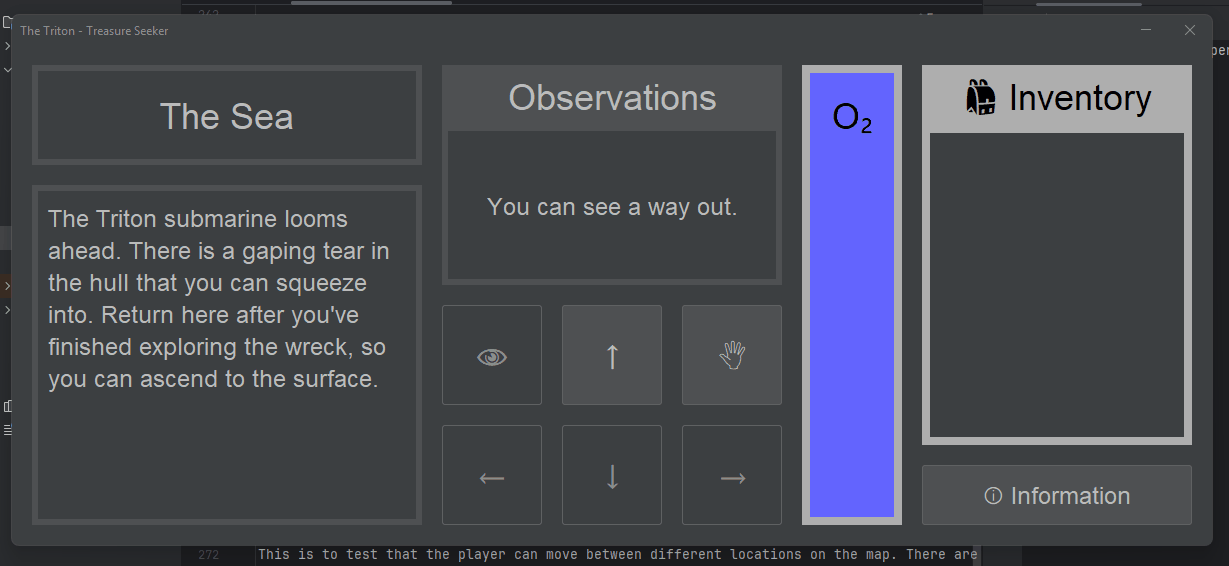 The Triton - Treasure Seeker
The Sea
The Triton submarine looms
ahead. There is a gaping tear in
the hull that you can squeeze
into. Return here after you've
finished exploring the wreck, so
you can ascend to the surface.
Observations
You can see a way out.
↑
←
↓
→
O₂
Inventory
ⓘ Information
272
This is to test that the player can move between different locations on the map. There are